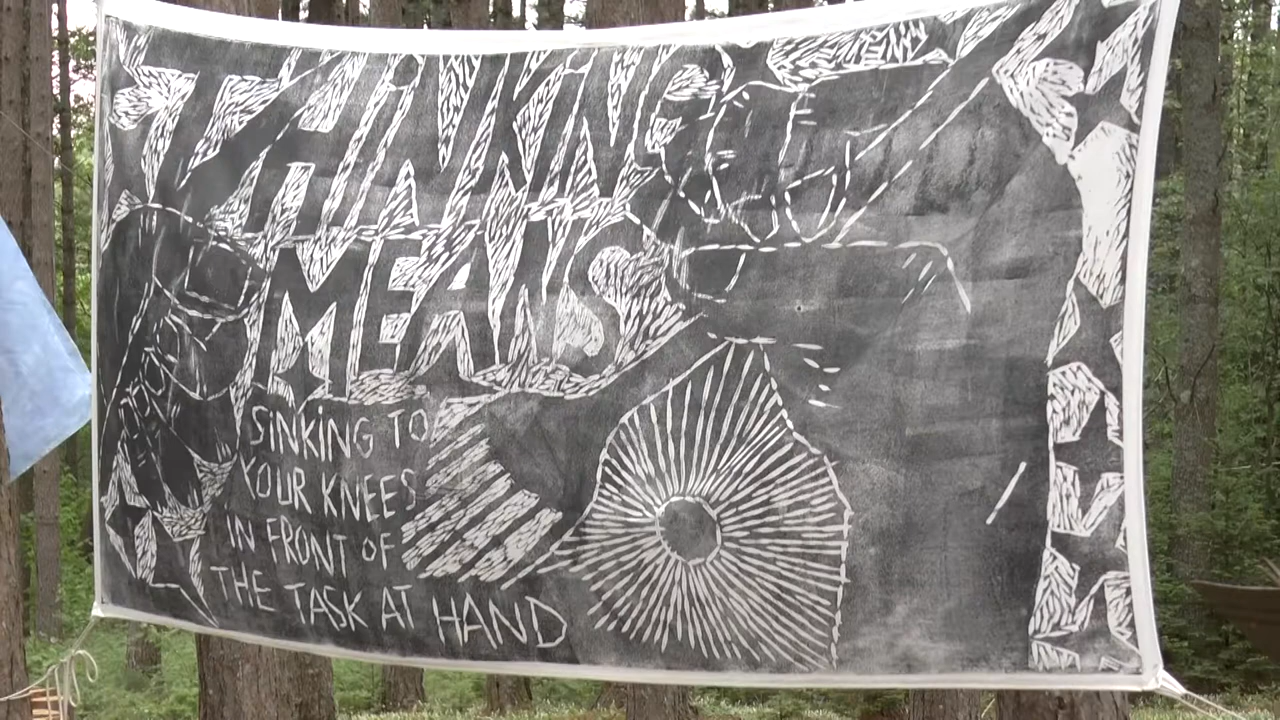 THINKING
MEANS
SINKING TO
YOUR KNEES
IN FRONT OF
THE TASK AT HAND